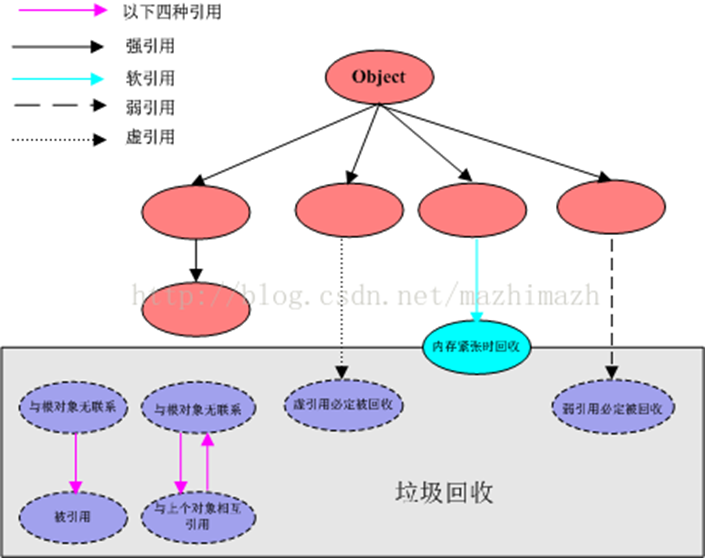 以下四种引用
强引用
软引用
弱引用
虚引用
Object
http://blog.csdn.net/mazhimazh
内存紧张时回收
与根对象无联系
与根对象无联系
虚引用必定被回收
弱引用必定被回收
被引用
与上个对象相互
引用
垃圾回收